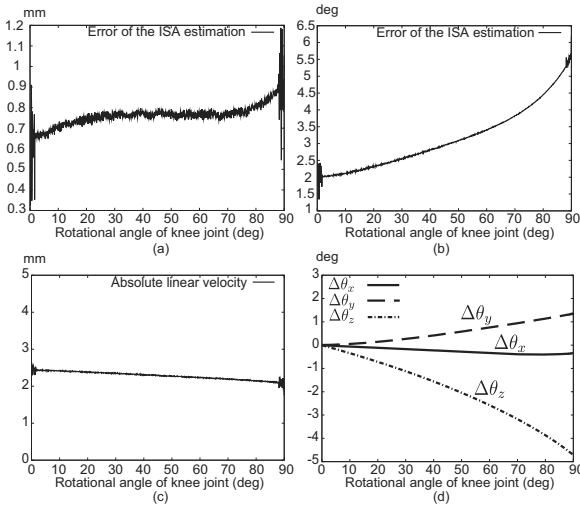 mm
Error of the ISA estimation
1.2
1.1
1
0.9
0.8
0.7
0.6
0.5
0.4
0.3
0 10 20 30 40 50 60 70 80 90
Rotational angle of knee joint (deg)
(a)
deg
Error of the ISA estimation
6.5
6
5.5
5
4.5
4
3.5
3
2.5
2
1.5
1
0 10 20 30 40 50 60 70 80 90
Rotational angle of knee joint (deg)
(b)
mm
Absolute linear velocity
5
4
3
2
1
0
0 10 20 30 40 50 60 70 80 90
Rotational angle of knee joint (deg)
(c)
deg
Δθx
Δθy
Δθz
Δθy
Δθx
Δθz
3
2
1
0
-1
-2
-3
-4
-5
0 10 20 30 40 50 60 70 80 90
Rotational angle of knee joint (deg)
(d)